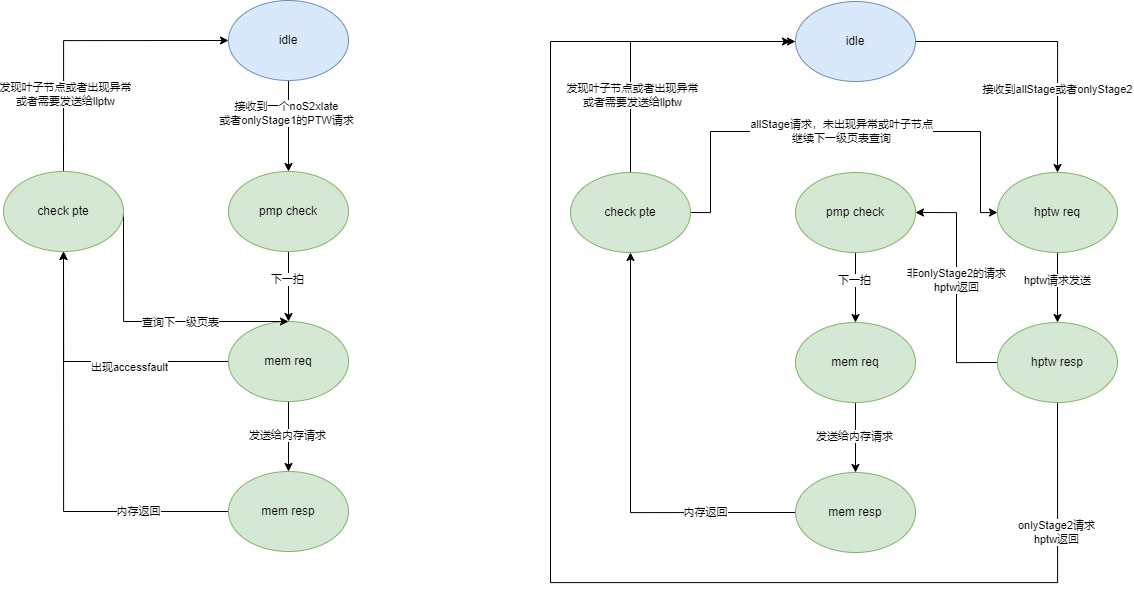 idle
发现叶子节点或者出现异常
或者需要发送给llptw
接收到一个noS2xlate
或者onlyStage1的PTW请求
check pte
pmp check
下一拍
查询下一级页表
mem req
出现accessfault
发送给内存请求
内存返回
mem resp
idle
发现叶子节点或者出现异常
或者需要发送给llptw
接收到allStage或者onlyStage2
allStage请求，未出现异常或叶子节点
继续下一级页表查询
check pte
pmp check
hptw req
下一拍
非onlyStage2的请求
hptw返回
hptw请求发送
mem req
hptw resp
发送给内存请求
内存返回
mem resp
onlyStage2请求
hptw返回